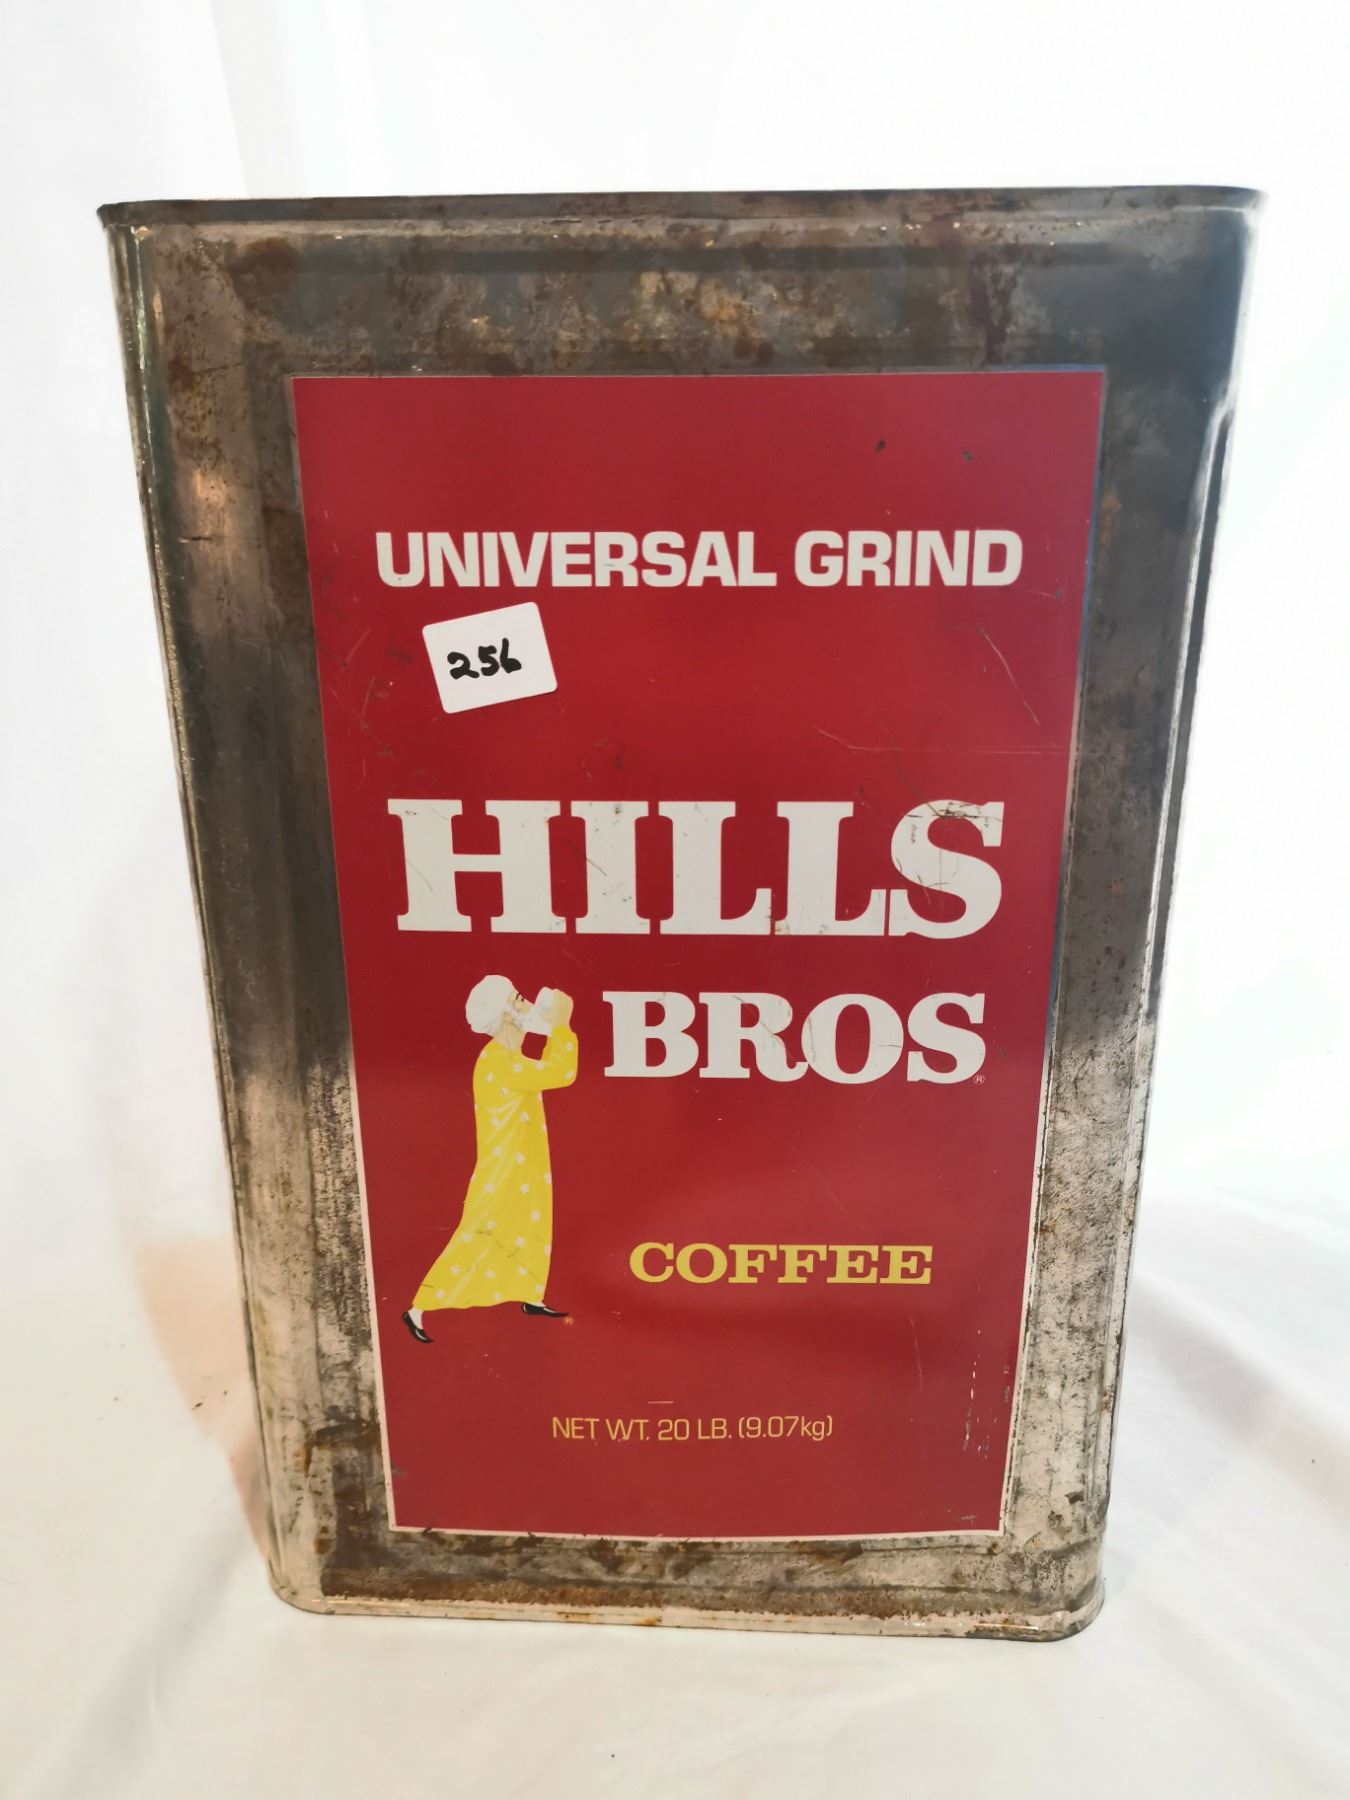 UNIVERSAL GRIND
256
HILLS
BROS®
COFFEE
®
NET WT. 20 LB. (9.07kg)